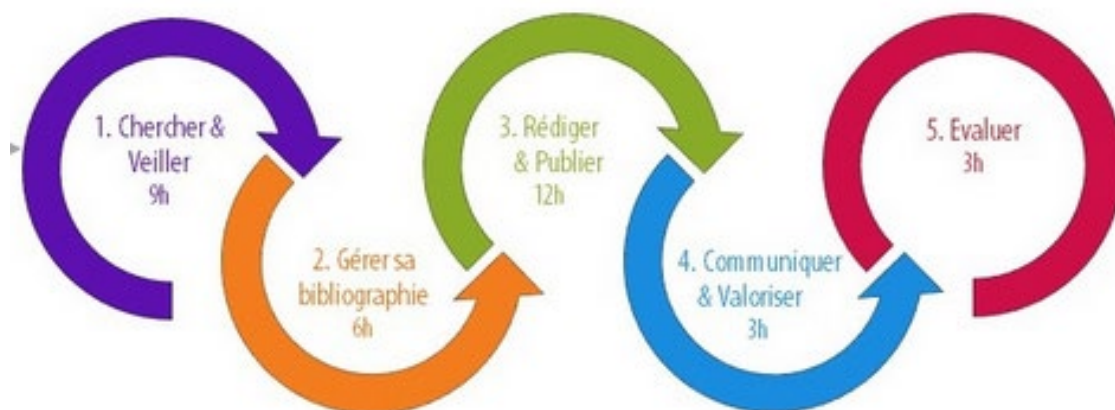 1. Chercher &
Veiller
9h
2. Gérer sa
bibliographie
6h
3. Rédiger
& Publier
12h
4. Communiquer
& Valoriser
3h
5. Evaluer
3h